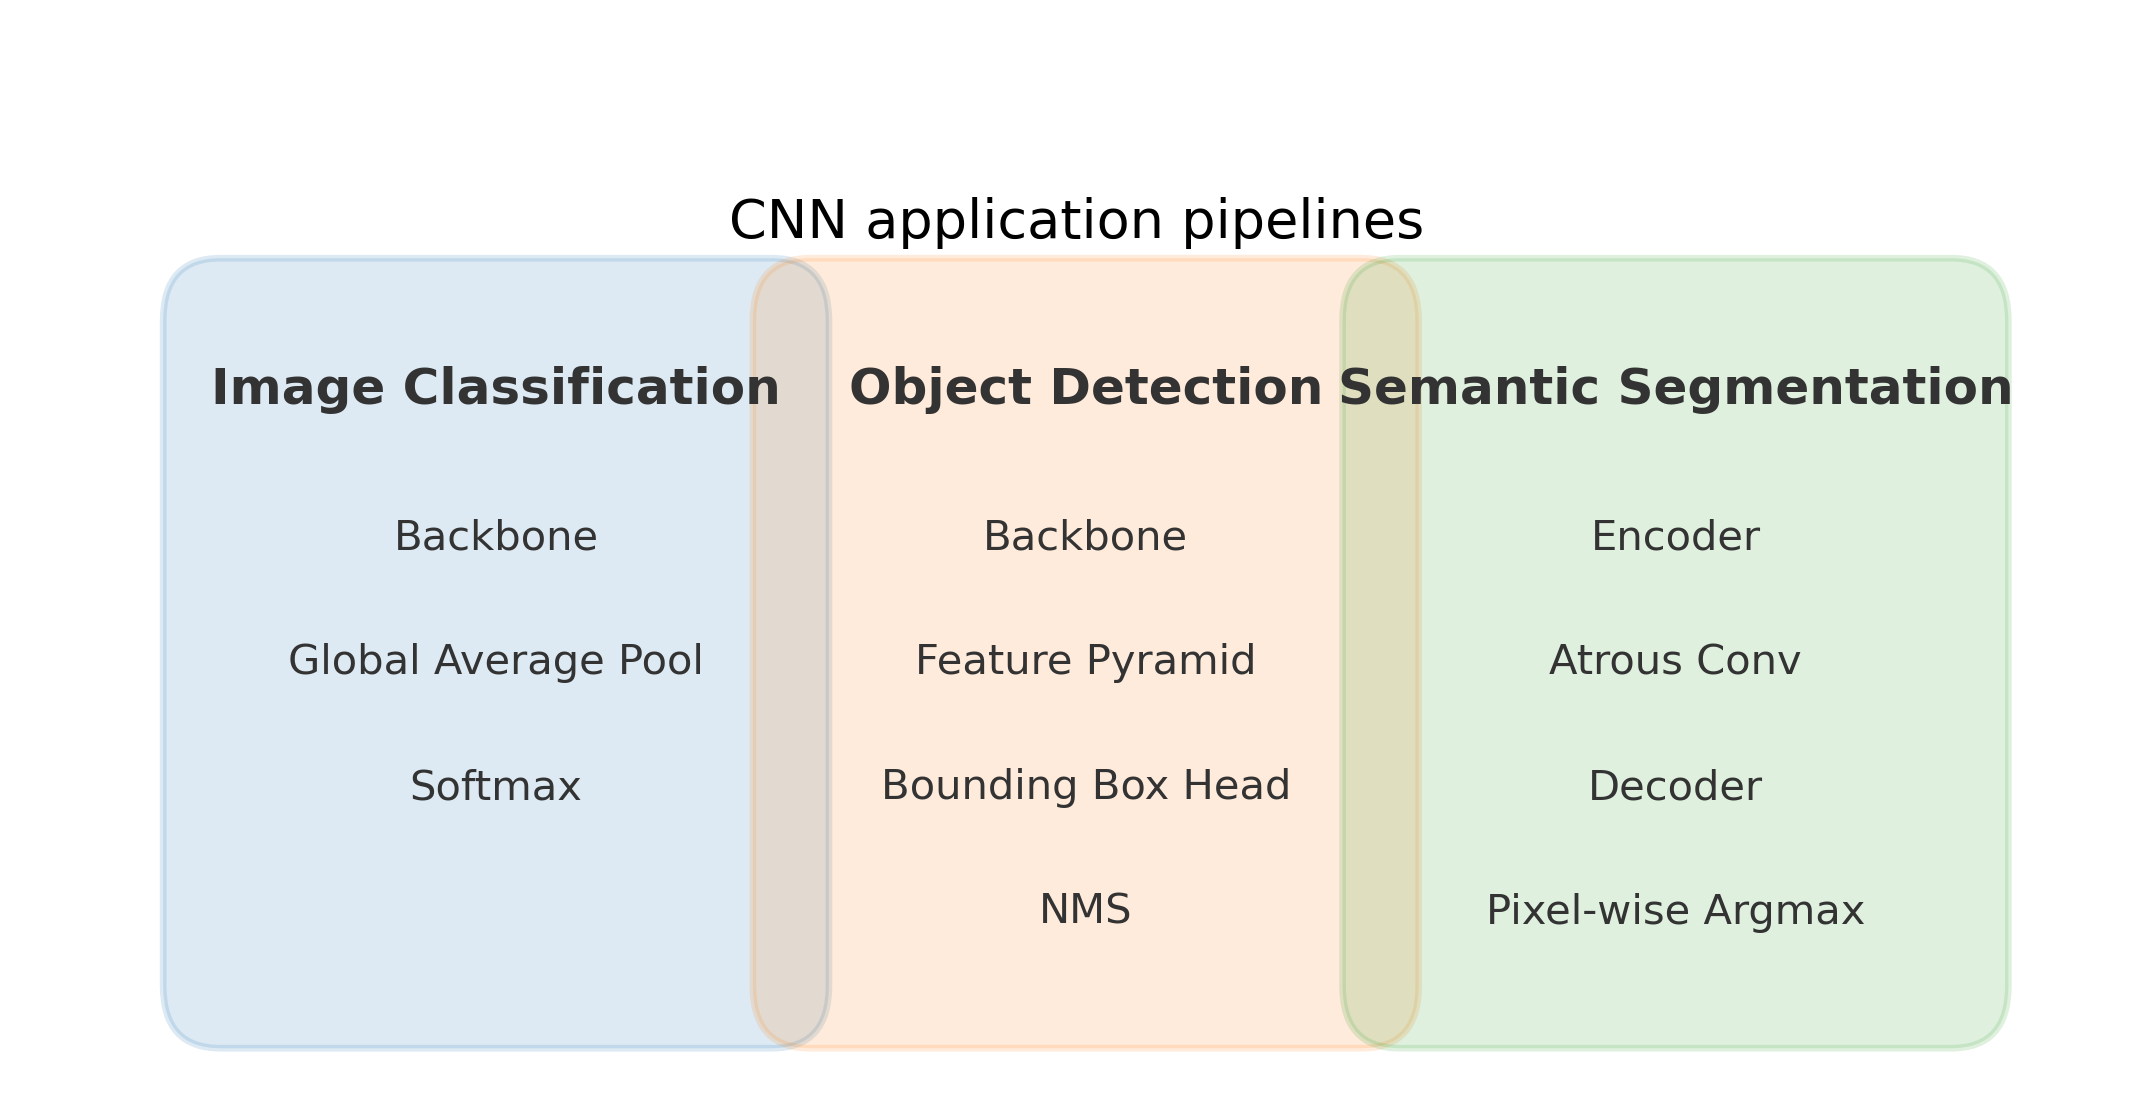 CNN application pipelines
Image Classification
Backbone
Global Average Pool
Softmax
Object Detection
Backbone
Feature Pyramid
Bounding Box Head
NMS
Semantic Segmentation
Encoder
Atrous Conv
Decoder
Pixel-wise Argmax